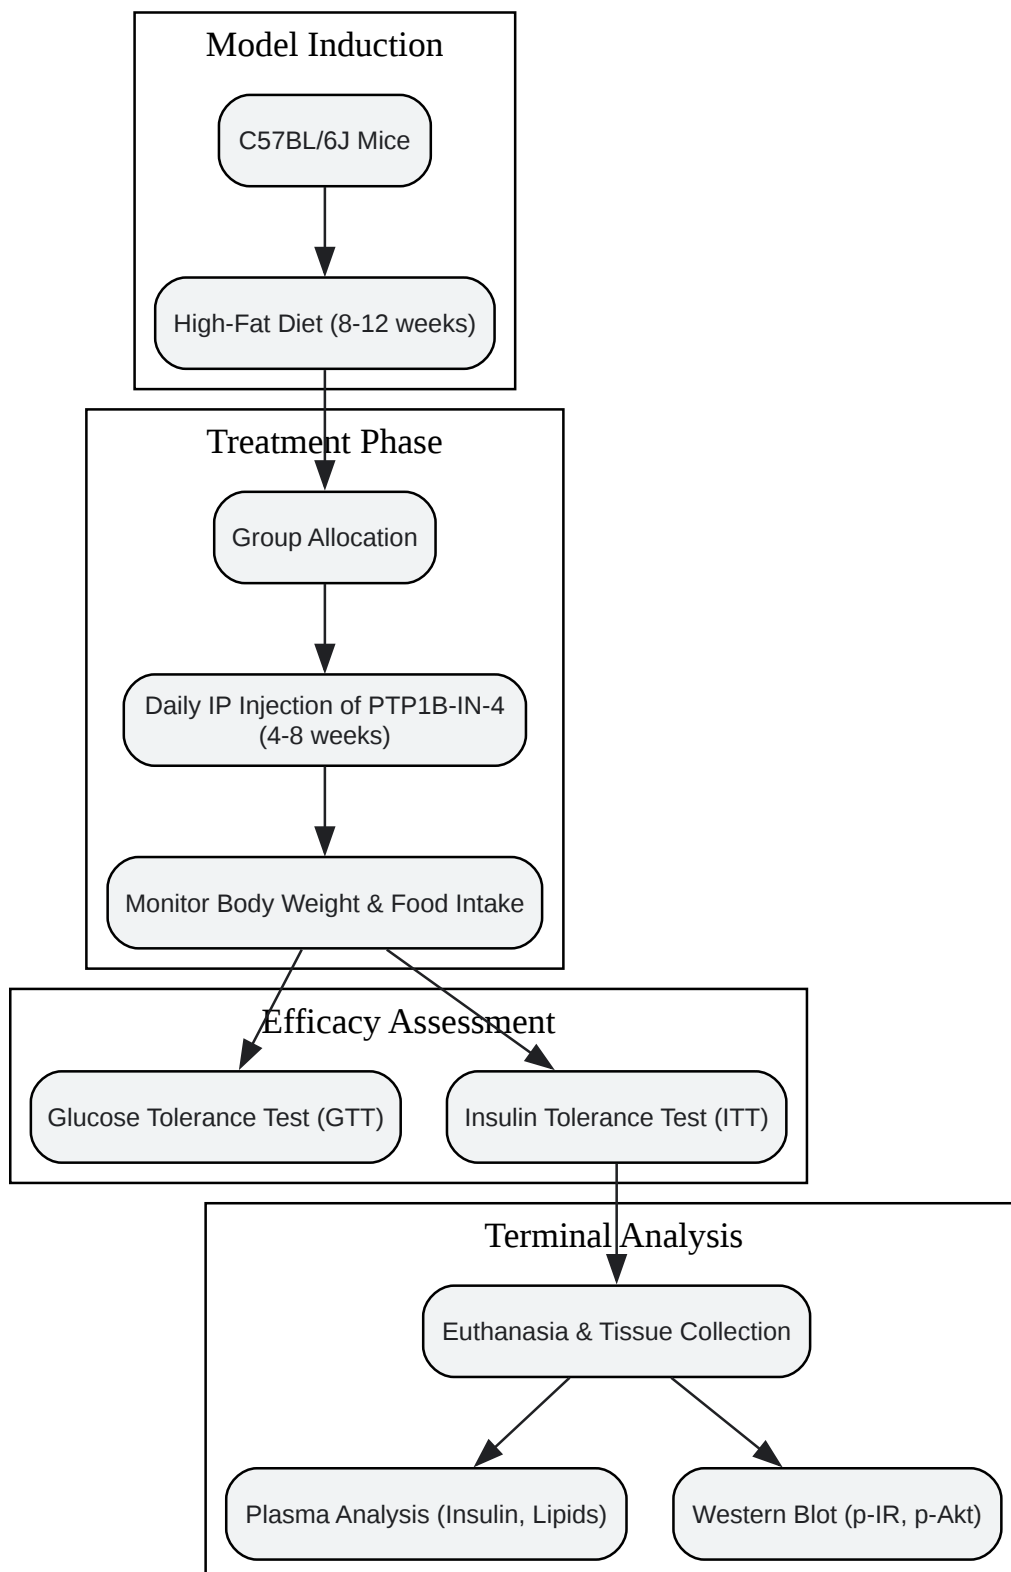 Model Induction
C57BL/6J Mice
High-Fat Diet (8-12 weeks)
Treatment Phase
Group Allocation
Daily IP Injection of PTP1B-IN-4
(4-8 weeks)
Monitor Body Weight & Food Intake
Efficacy Assessment
Glucose Tolerance Test (GTT)
Insulin Tolerance Test (ITT)
Terminal Analysis
Euthanasia & Tissue Collection
Plasma Analysis (Insulin, Lipids)
Western Blot (p-IR, p-Akt)